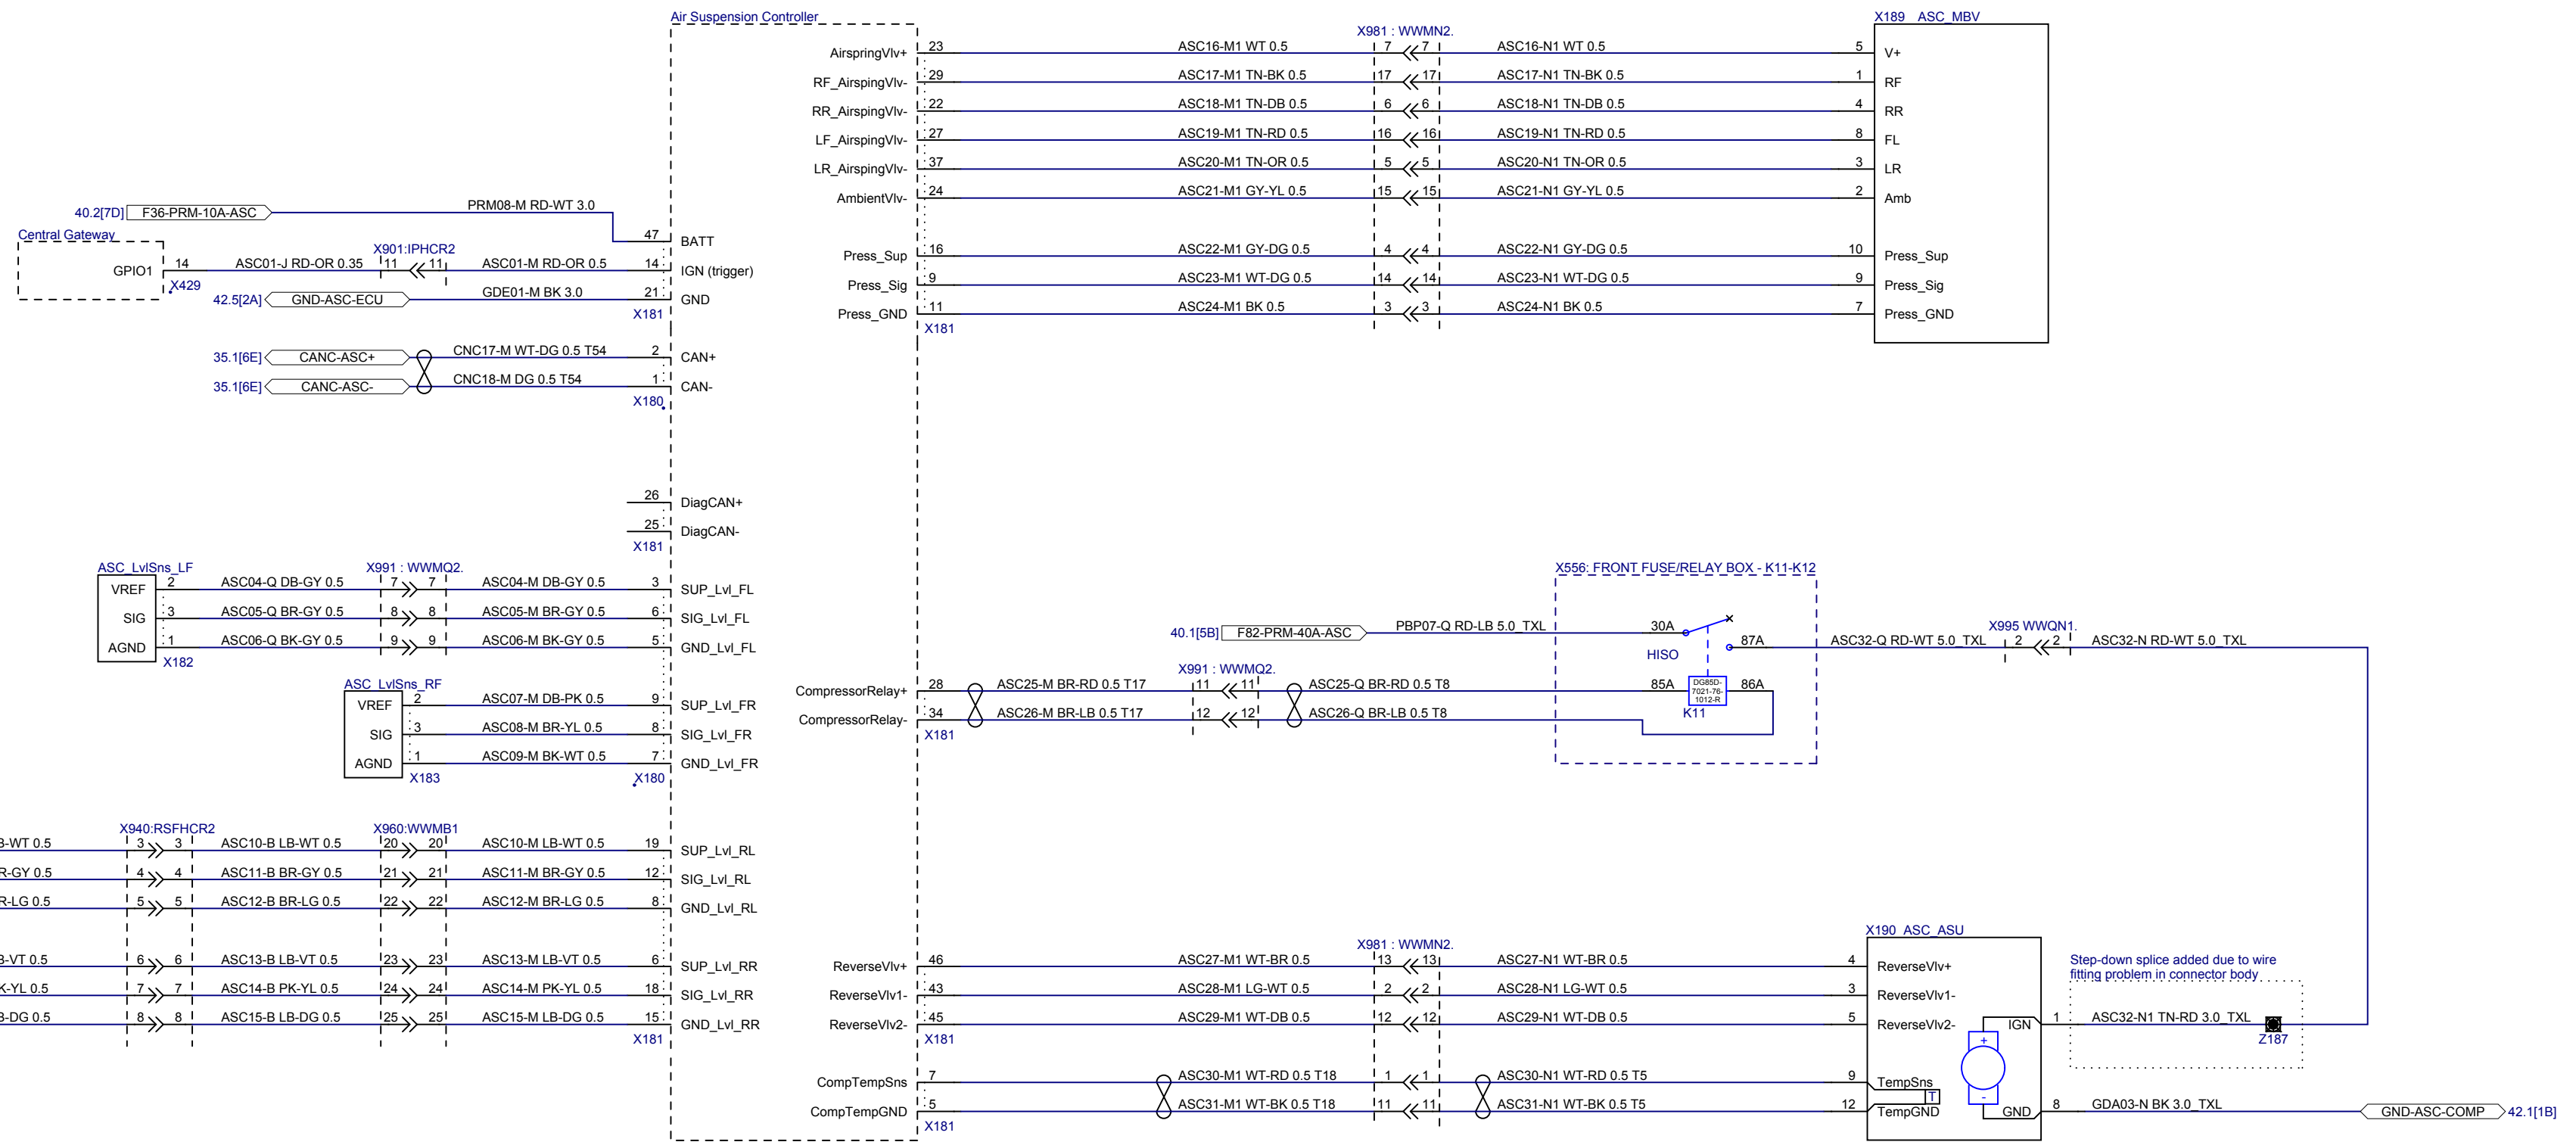 Air Suspension Controller
X189 ASC_MBV
X981 : WWMN2.
AirspringVlv+ 23 ASC16-M1 WT 0.5 7 7 ASC16-N1 WT 0.5 5 V+
RF_AirspingVlv- 29 ASC17-M1 TN-BK 0.5 17 17 ASC17-N1 TN-BK 0.5 1 RF
RR_AirspingVlv- 22 ASC18-M1 TN-DB 0.5 6 6 ASC18-N1 TN-DB 0.5 4 RR
LF_AirspingVlv- 27 ASC19-M1 TN-RD 0.5 16 16 ASC19-N1 TN-RD 0.5 8 FL
LR_AirspingVlv- 37 ASC20-M1 TN-OR 0.5 5 5 ASC20-N1 TN-OR 0.5 3 LR
AmbientVlv- 24 ASC21-M1 GY-YL 0.5 15 15 ASC21-N1 GY-YL 0.5 2 Amb
40.2[7D] F36-PRM-10A-ASC PRM08-M RD-WT 3.0
47 BATT
Press_Sup 16 ASC22-M1 GY-DG 0.5 4 4 ASC22-N1 GY-DG 0.5 10 Press_Sup
Press_Sig 9 ASC23-M1 WT-DG 0.5 14 14 ASC23-N1 WT-DG 0.5 9 Press_Sig
Press_GND 11 ASC24-M1 BK 0.5 3 3 ASC24-N1 BK 0.5 7 Press_GND
X181
Central Gateway
X901:IPHCR2
GPIO1 14 ASC01-J RD-OR 0.35 11 11 ASC01-M RD-OR 0.5 14 IGN (trigger)
X429
42.5[2A] GND-ASC-ECU GDE01-M BK 3.0 21 GND
X181
35.1[6E] CANC-ASC+ CNC17-M WT-DG 0.5 T54 2 CAN+
35.1[6E] CANC-ASC- CNC18-M DG 0.5 T54 1 CAN-
X180
26 DiagCAN+
25 DiagCAN-
X181
ASC_LvlSns_LF
X991 : WWMQ2.
VREF 2 ASC04-Q DB-GY 0.5 7 7 ASC04-M DB-GY 0.5 3 SUP_Lvl_FL
SIG 3 ASC05-Q BR-GY 0.5 8 8 ASC05-M BR-GY 0.5 6 SIG_Lvl_FL
AGND 1 ASC06-Q BK-GY 0.5 9 9 ASC06-M BK-GY 0.5 5 GND_Lvl_FL
X182
ASC_LvlSns_RF
VREF 2 ASC07-M DB-PK 0.5 9 SUP_Lvl_FR
SIG 3 ASC08-M BR-YL 0.5 8 SIG_Lvl_FR
AGND 1 ASC09-M BK-WT 0.5 7 GND_Lvl_FR
X183
X180
X556: FRONT FUSE/RELAY BOX - K11-K12
40.1[5B] F82-PRM-40A-ASC PBP07-Q RD-LB 5.0_TXL 30A
HISO
87A ASC32-Q RD-WT 5.0_TXL 2 2 ASC32-N RD-WT 5.0_TXL
X995 WWQN1.
X991 : WWMQ2.
CompressorRelay+ 28 ASC25-M BR-RD 0.5 T17 11 11 ASC25-Q BR-RD 0.5 T8 85A
DG85D-
7021-76-
1012-R
86A
K11
CompressorRelay- 34 ASC26-M BR-LB 0.5 T17 12 12 ASC26-Q BR-LB 0.5 T8
X181
X940:RSFHCR2
X960:WWMB1
B-WT 0.5 3 3 ASC10-B LB-WT 0.5 20 20 ASC10-M LB-WT 0.5 19 SUP_Lvl_RL
R-GY 0.5 4 4 ASC11-B BR-GY 0.5 21 21 ASC11-M BR-GY 0.5 12 SIG_Lvl_RL
R-LG 0.5 5 5 ASC12-B BR-LG 0.5 22 22 ASC12-M BR-LG 0.5 8 GND_Lvl_RL
B-VT 0.5 6 6 ASC13-B LB-VT 0.5 23 23 ASC13-M LB-VT 0.5 6 SUP_Lvl_RR
K-YL 0.5 7 7 ASC14-B PK-YL 0.5 24 24 ASC14-M PK-YL 0.5 18 SIG_Lvl_RR
B-DG 0.5 8 8 ASC15-B LB-DG 0.5 25 25 ASC15-M LB-DG 0.5 15 GND_Lvl_RR
X181
X981 : WWMN2.
X190 ASC_ASU
ReverseVlv+ 46 ASC27-M1 WT-BR 0.5 13 13 ASC27-N1 WT-BR 0.5 4 ReverseVlv+
ReverseVlv1- 43 ASC28-M1 LG-WT 0.5 2 2 ASC28-N1 LG-WT 0.5 3 ReverseVlv1-
ReverseVlv2- 45 ASC29-M1 WT-DB 0.5 12 12 ASC29-N1 WT-DB 0.5 5 ReverseVlv2-
X181
Step-down splice added due to wire
fitting problem in connector body
IGN 1 ASC32-N1 TN-RD 3.0_TXL
Z187
+
-
CompTempSns 7 ASC30-M1 WT-RD 0.5 T18 1 1 ASC30-N1 WT-RD 0.5 T5 9 TempSns
T
CompTempGND 5 ASC31-M1 WT-BK 0.5 T18 11 11 ASC31-N1 WT-BK 0.5 T5 12 TempGND
X181
GND 8 GDA03-N BK 3.0_TXL GND-ASC-COMP 42.1[1B]